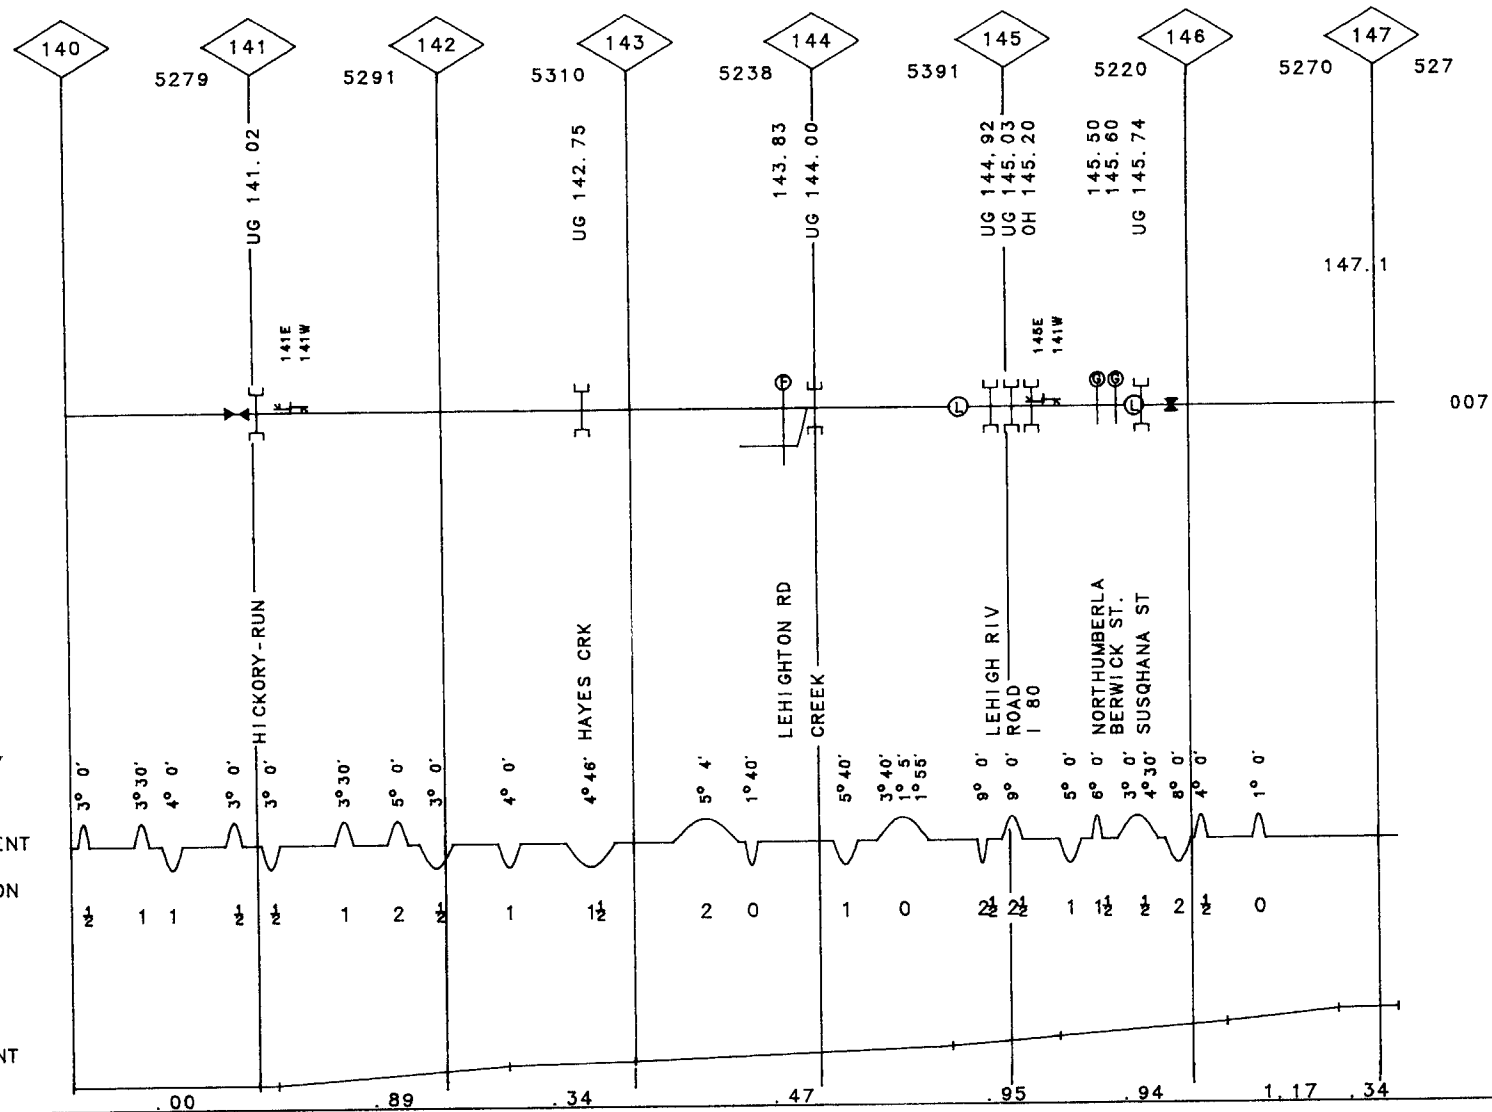 140 141 142 143 144 145 146 147
5279 5291 5310 5238 5391 5220 5270 527
UG 141.02
UG 142.75
143.83
UG 144.00
UG 144.92
UG 145.03
OH 145.20
145.50
145.60
UG 145.74
147.1
141E
141W
145E
141W
F
L
G G
L
007
HICKORY-RUN
HAYES CRK
LEHIGHTON RD
CREEK
LEHIGH RIV
ROAD
I 80
NORTHUMBERLA
BERWICK ST.
SUSQHANA ST
Y
3° 0' 3° 30' 4° 0' 3° 0' 3° 0' 3° 30' 5° 0' 3° 0' 4° 0' 4° 46' 5° 4' 1° 40' 5° 40' 3° 40' 1° 5' 1° 55' 9° 0' 9° 0' 5° 0' 6° 0' 3° 0' 4° 30' 8° 0' 4° 0' 1° 0'
ENT
ON
½ 1 1 ½ ½ 1 2 ½ 1 1½ 2 0 1 0 2½ 2½ 1 1½ ½ 2 ½ 0
NT
.00 .89 .34 .47 .95 .94 1.17 .34